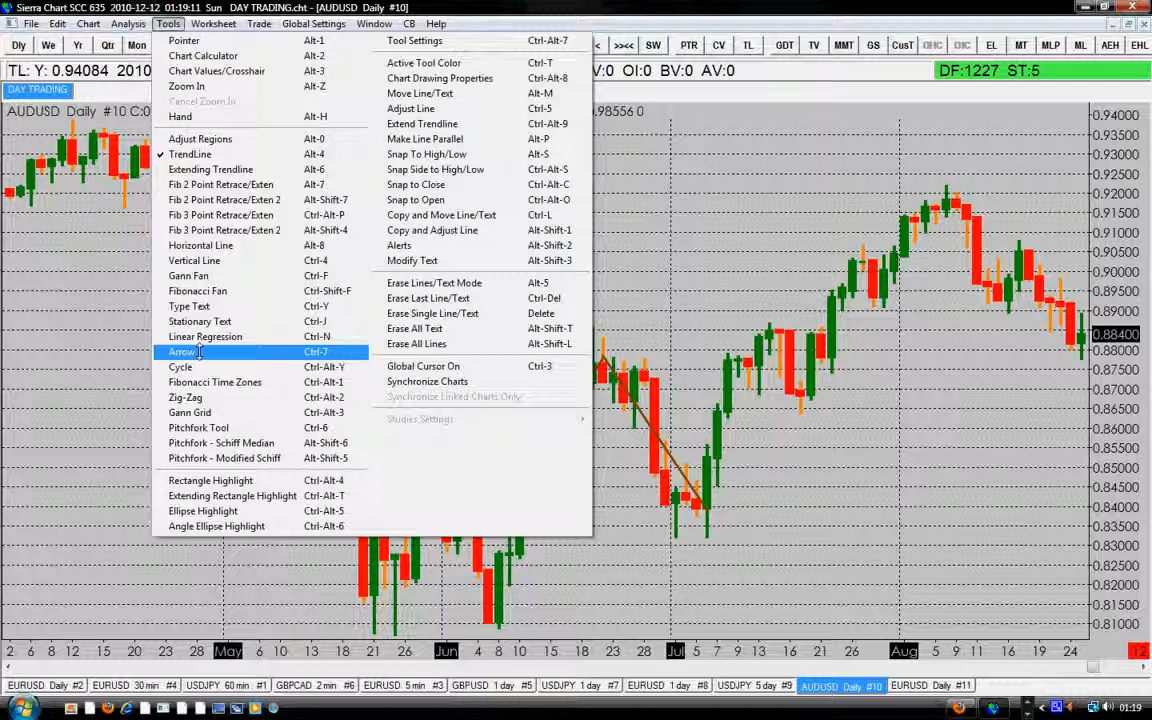 Sierra Chart SCC 635 2010-12-12 Sun DAY TRADING.cht - [AUDUSD Daily #10]
File Edit Chart Analysis Tools Worksheet Trade Global Settings Window CB Help
Dly We Yr Qtr Mon >><< SW PTR CV TL GDT TV MMT GS CusT OHC OIC EL MT MLP ML AEH EHL
TL: Y: 0.94084 2010
V:0 OI:0 BV:0 AV:0
DF:1227 ST:5
DAY TRADING
AUDUSD Daily #10 C:0
0.98556 0
Pointer Alt-1
Chart Calculator Alt-2
Chart Values/Crosshair Alt-3
Zoom In Alt-Z
Cancel Zoom In
Hand Alt-H
Adjust Regions Alt-0
TrendLine Alt-4
Extending Trendline Alt-6
Fib 2 Point Retrace/Exten Alt-7
Fib 2 Point Retrace/Exten 2 Alt-Shift-7
Fib 3 Point Retrace/Exten Ctrl-Alt-P
Fib 3 Point Retrace/Exten 2 Alt-Shift-4
Horizontal Line Alt-8
Vertical Line Ctrl-4
Gann Fan Ctrl-F
Fibonacci Fan Ctrl-Shift-F
Type Text Ctrl-Y
Stationary Text Ctrl-J
Linear Regression Ctrl-N
Arrow Ctrl-7
Cycle Ctrl-Alt-Y
Fibonacci Time Zones Ctrl-Alt-1
Zig-Zag Ctrl-Alt-2
Gann Grid Ctrl-Alt-3
Pitchfork Tool Ctrl-6
Pitchfork - Schiff Median Alt-Shift-6
Pitchfork - Modified Schiff Alt-Shift-5
Rectangle Highlight Ctrl-Alt-4
Extending Rectangle Highlight Ctrl-Alt-T
Ellipse Highlight Ctrl-Alt-5
Angle Ellipse Highlight Ctrl-Alt-6
Tool Settings Ctrl-Alt-7
Active Tool Color Ctrl-T
Chart Drawing Properties Ctrl-Alt-8
Move Line/Text Alt-M
Adjust Line Ctrl-5
Extend Trendline Ctrl-Alt-9
Make Line Parallel Alt-P
Snap To High/Low Alt-S
Snap Side to High/Low Ctrl-Alt-S
Snap to Close Ctrl-Alt-C
Snap to Open Ctrl-Alt-O
Copy and Move Line/Text Ctrl-L
Copy and Adjust Line Alt-Shift-1
Alerts Alt-Shift-2
Modify Text Alt-Shift-3
Erase Lines/Text Mode Alt-5
Erase Last Line/Text Ctrl-Del
Erase Single Line/Text Delete
Erase All Text Alt-Shift-T
Erase All Lines Alt-Shift-L
Global Cursor On Ctrl-3
Synchronize Charts
Synchronize Linked Charts Only
Studies Settings
0.94000
0.93500
0.93000
0.92500
0.92000
0.91500
0.91000
0.90500
0.90000
0.89500
0.89000
0.88400
0.88000
0.87500
0.87000
0.86500
0.86000
0.85500
0.85000
0.84500
0.84000
0.83500
0.83000
0.82500
0.82000
0.81500
0.81000
2 6 8 12 15 20 23 28 May 6 10 13 18 21 26 Jun 4 8 10 15 18 23 28 Jul 5 7 9 14 19 21 26 Aug 5 9 11 16 19 24 12
EURUSD Daily #2 EURUSD 30 min #4 USDJPY 60 min #1 GBPCAD 2 min #6 EURUSD 5 min #3 GBPUSD 1 day #5 USDJPY 1 day #7 EURUSD 1 day #8 USDJPY 5 day #9 AUDUSD Daily #10 EURUSD Daily #11
01:19